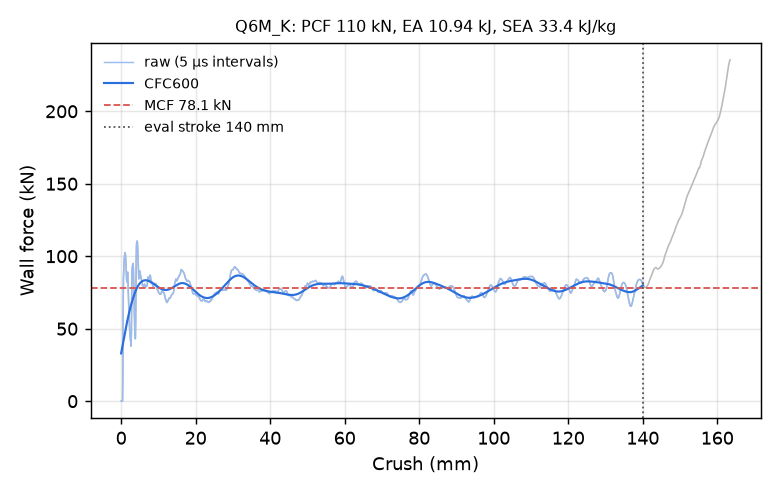 Q6M_K: PCF 110 kN, EA 10.94 kJ, SEA 33.4 kJ/kg
raw (5 µs intervals)
CFC600
MCF 78.1 kN
eval stroke 140 mm
Wall force (kN)
200
150
100
50
0
0 20 40 60 80 100 120 140 160
Crush (mm)